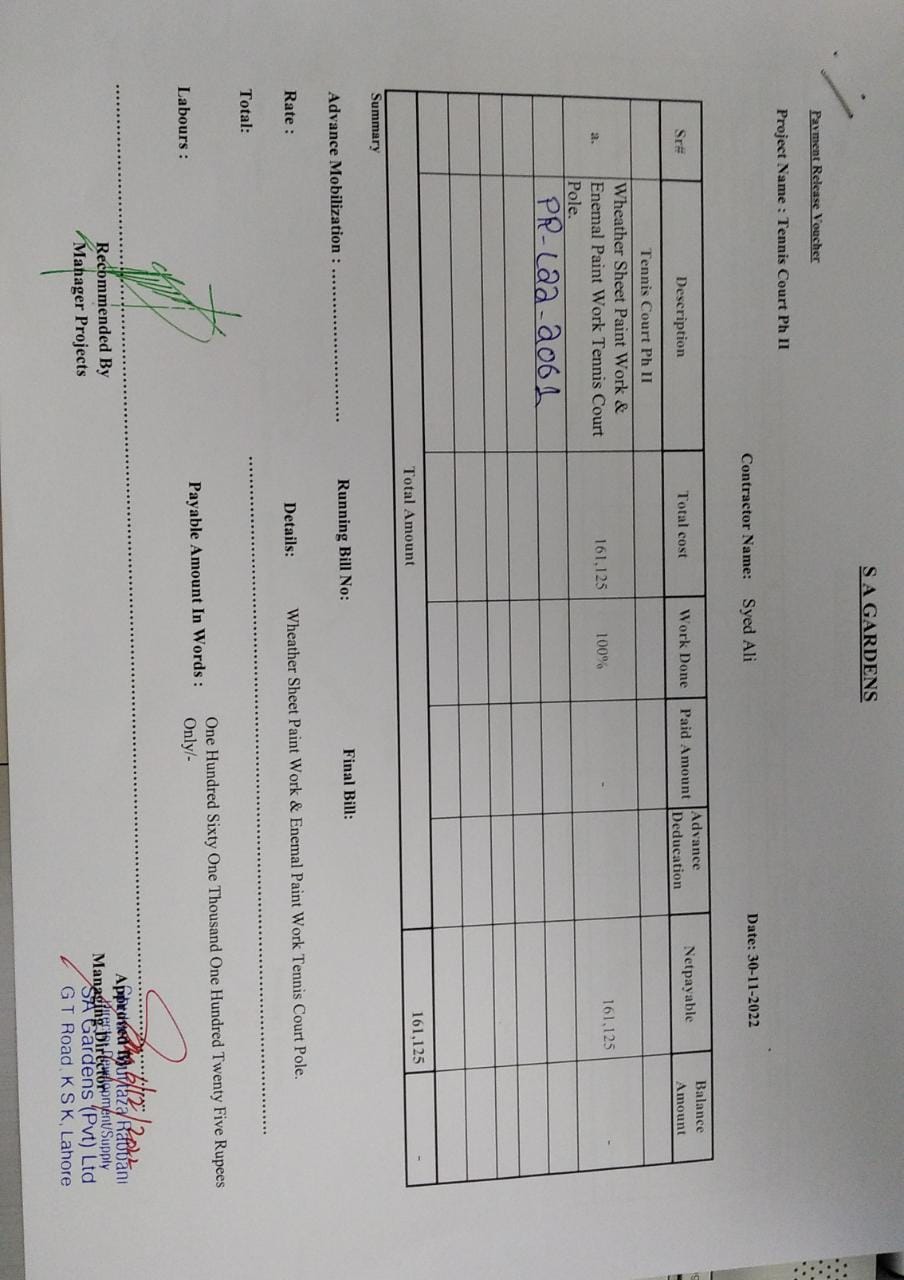 S A GARDENS
Payment Release Voucher
Project Name : Tennis Court Ph II
Contractor Name: Syed Ali
Date: 30-11-2022
Sr# Description Total cost Work Done Paid Amount Advance Deducation Netpayable Balance Amount
Tennis Court Ph II
a. Wheather Sheet Paint Work & Enemal Paint Work Tennis Court Pole. 161,125 100% - 161,125 -
PR-L22-2061
Total Amount 161,125 -
Summary
Advance Mobilization : .................... Running Bill No: Final Bill:
Rate : Details: Wheather Sheet Paint Work & Enemal Paint Work Tennis Court Pole.
Total:
Labours : Payable Amount In Words : One Hundred Sixty One Thousand One Hundred Twenty Five Rupees
Only/-
Recommended By
Manager Projects
Approved By
Managing Director
6/12/2022
Rabbani
Development/Supply
SA Gardens (Pvt) Ltd
GT Road, K S K, Lahore